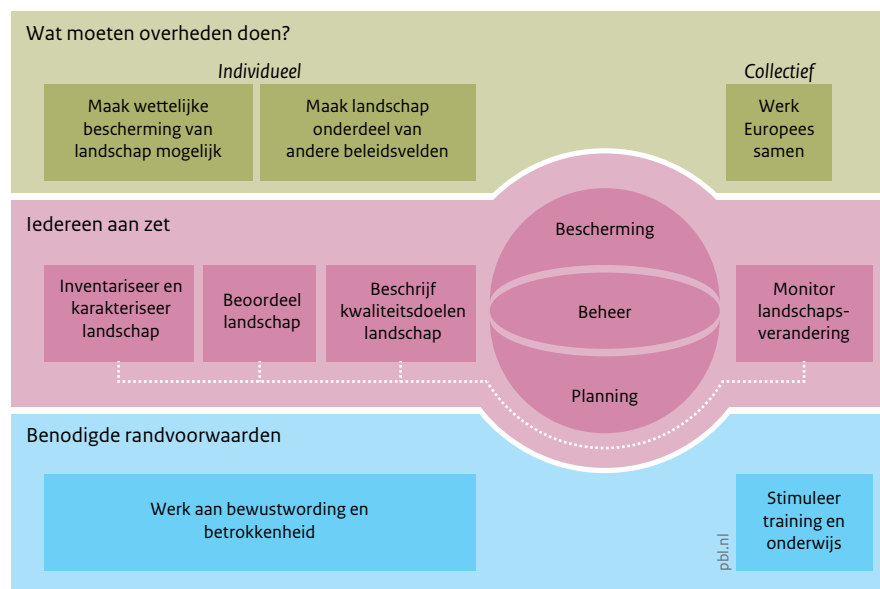 Wat moeten overheden doen?
Individueel
Collectief
Maak wettelijke
bescherming van
landschap mogelijk
Maak landschap
onderdeel van
andere beleidsvelden
Werk
Europees
samen
Iedereen aan zet
Inventariseer en
karakteriseer
landschap
Beoordeel
landschap
Beschrijf
kwaliteitsdoelen
landschap
Bescherming
Beheer
Planning
Monitor
landschaps-
verandering
Benodigde randvoorwaarden
Werk aan bewustwording en
betrokkenheid
Stimuleer
training en
onderwijs
pbl.nl